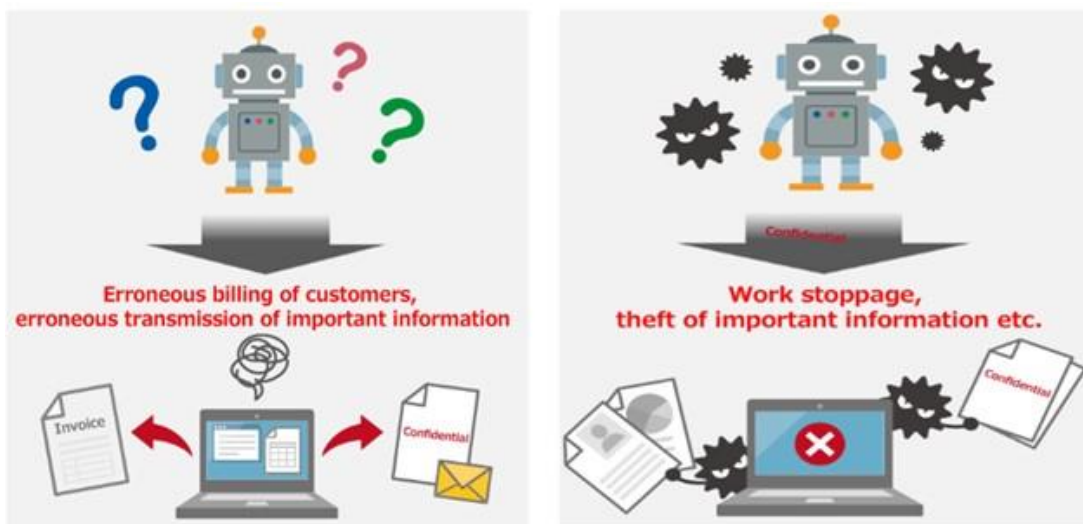 Erroneous billing of customers,
erroneous transmission of important information
Invoice
Confidential
Confidential
Work stoppage,
theft of important information etc.
Confidential